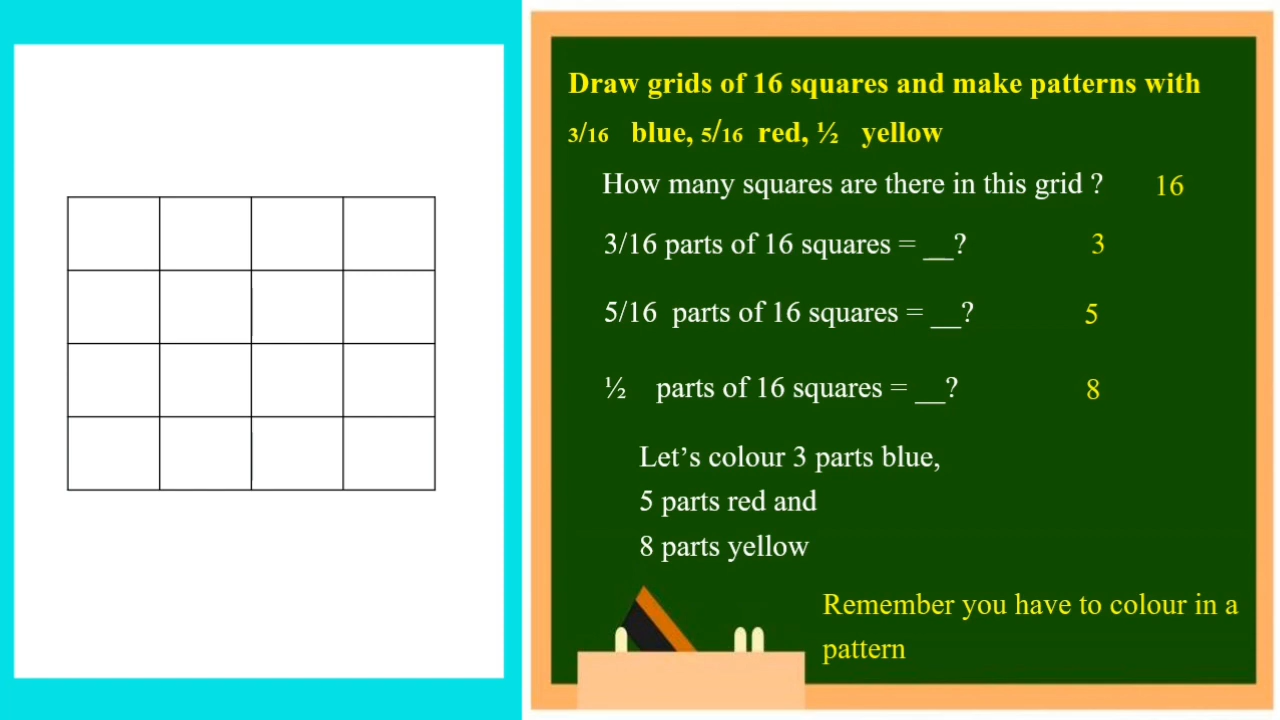 Draw grids of 16 squares and make patterns with
3/16 blue, 5/16 red, ½ yellow
How many squares are there in this grid ? 16
3/16 parts of 16 squares = __? 3
5/16 parts of 16 squares = __? 5
½ parts of 16 squares = __? 8
Let’s colour 3 parts blue,
5 parts red and
8 parts yellow
Remember you have to colour in a
pattern